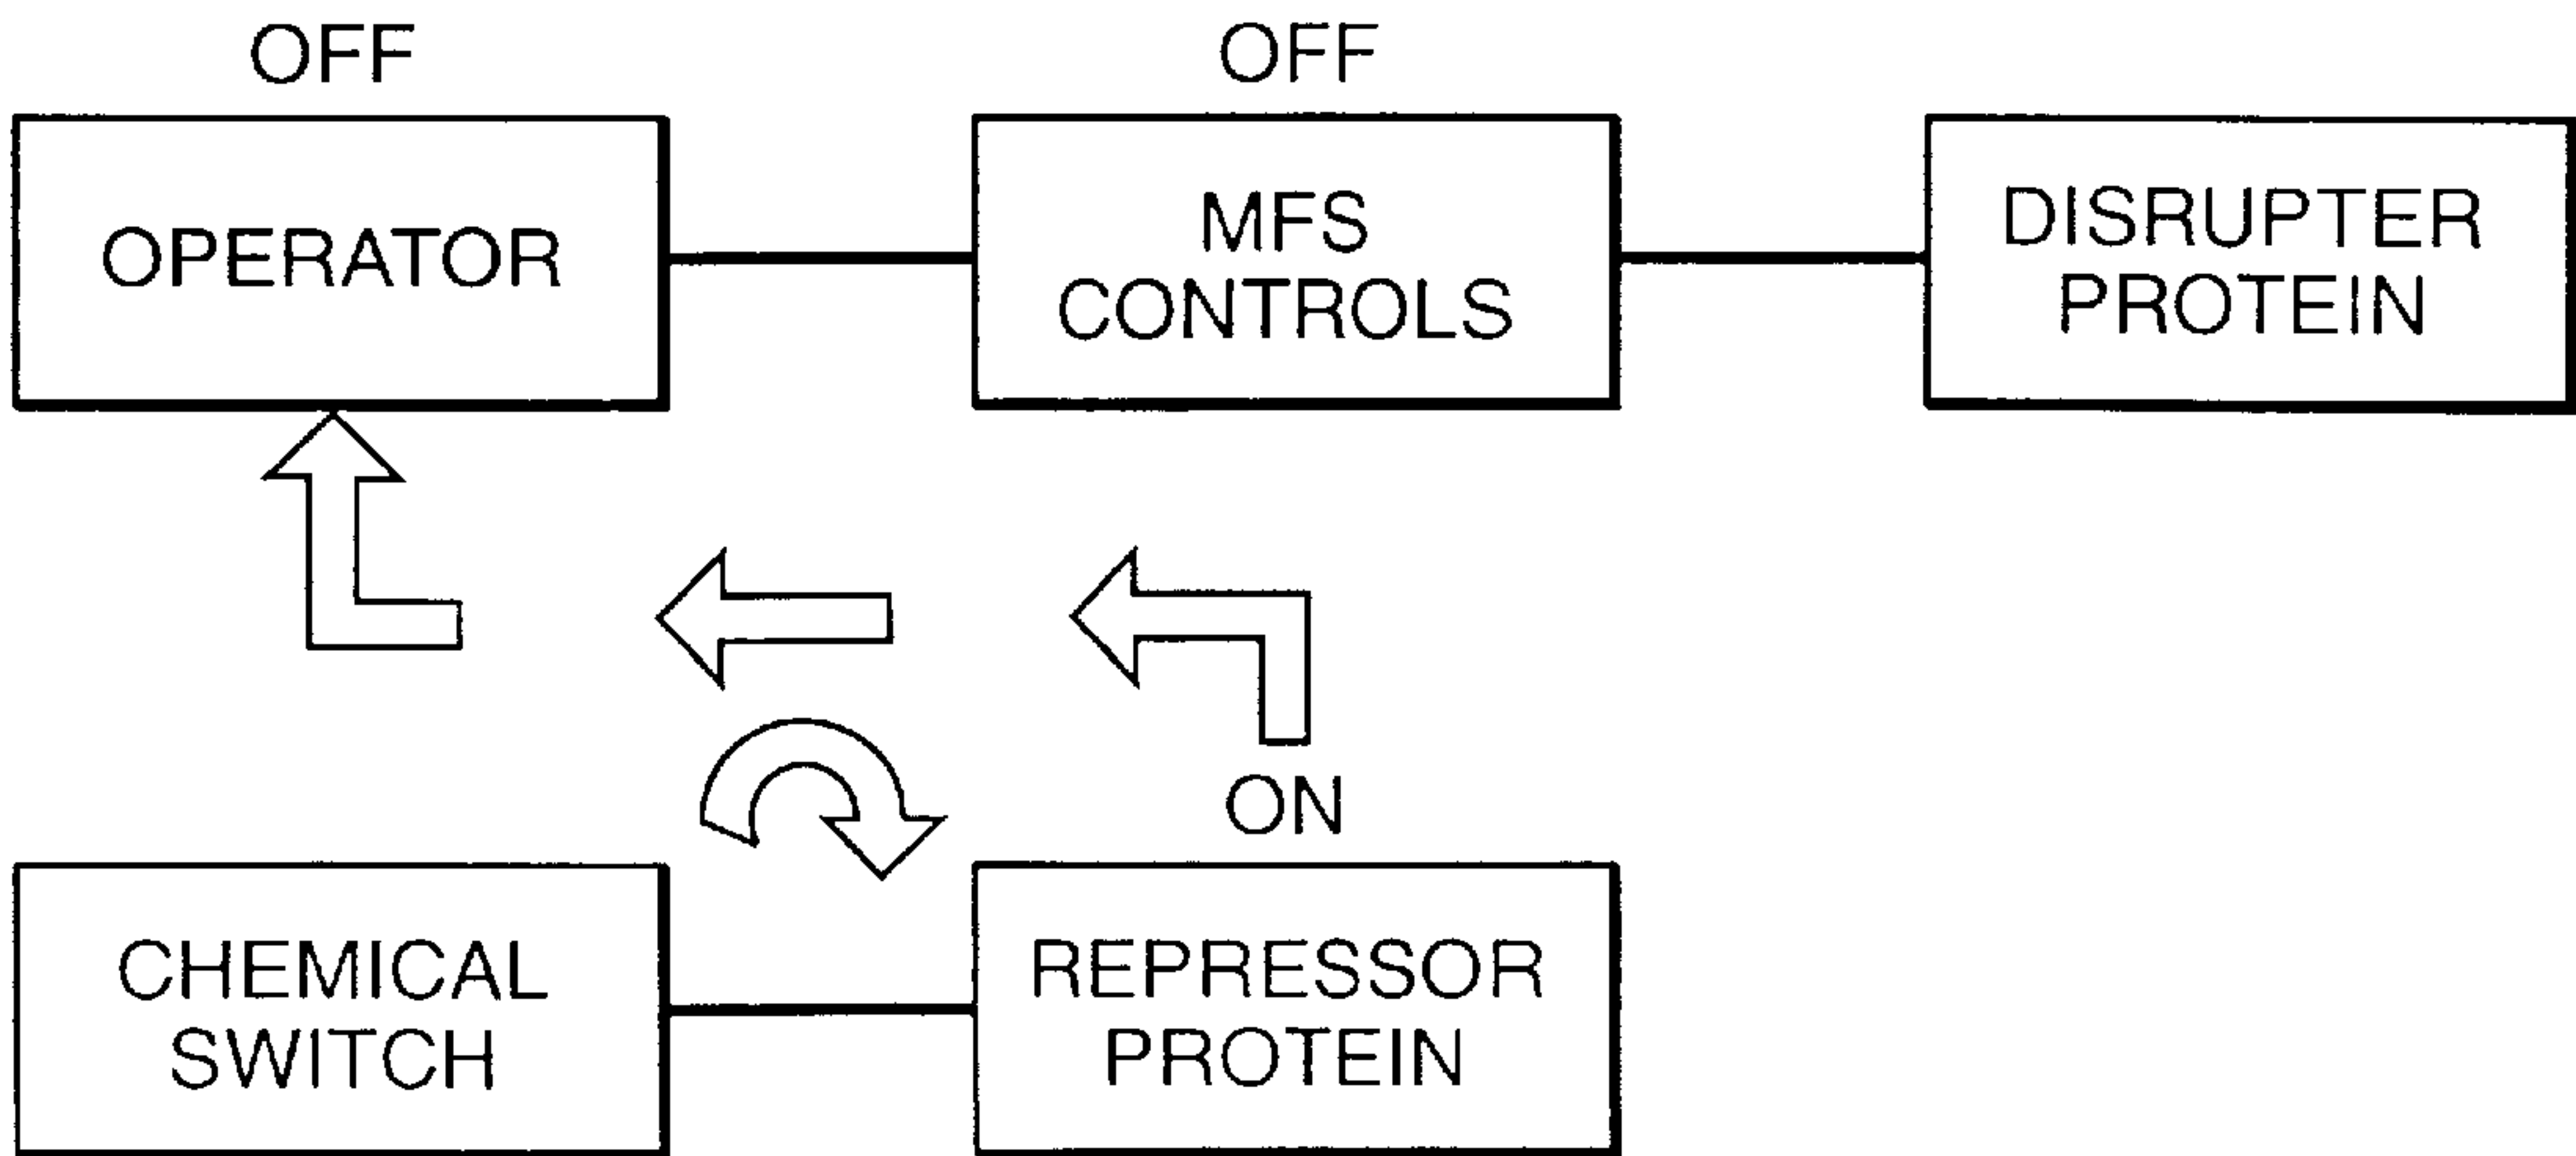 OFF
OFF
OPERATOR
MFS
CONTROLS
DISRUPTER
PROTEIN
ON
CHEMICAL
SWITCH
REPRESSOR
PROTEIN